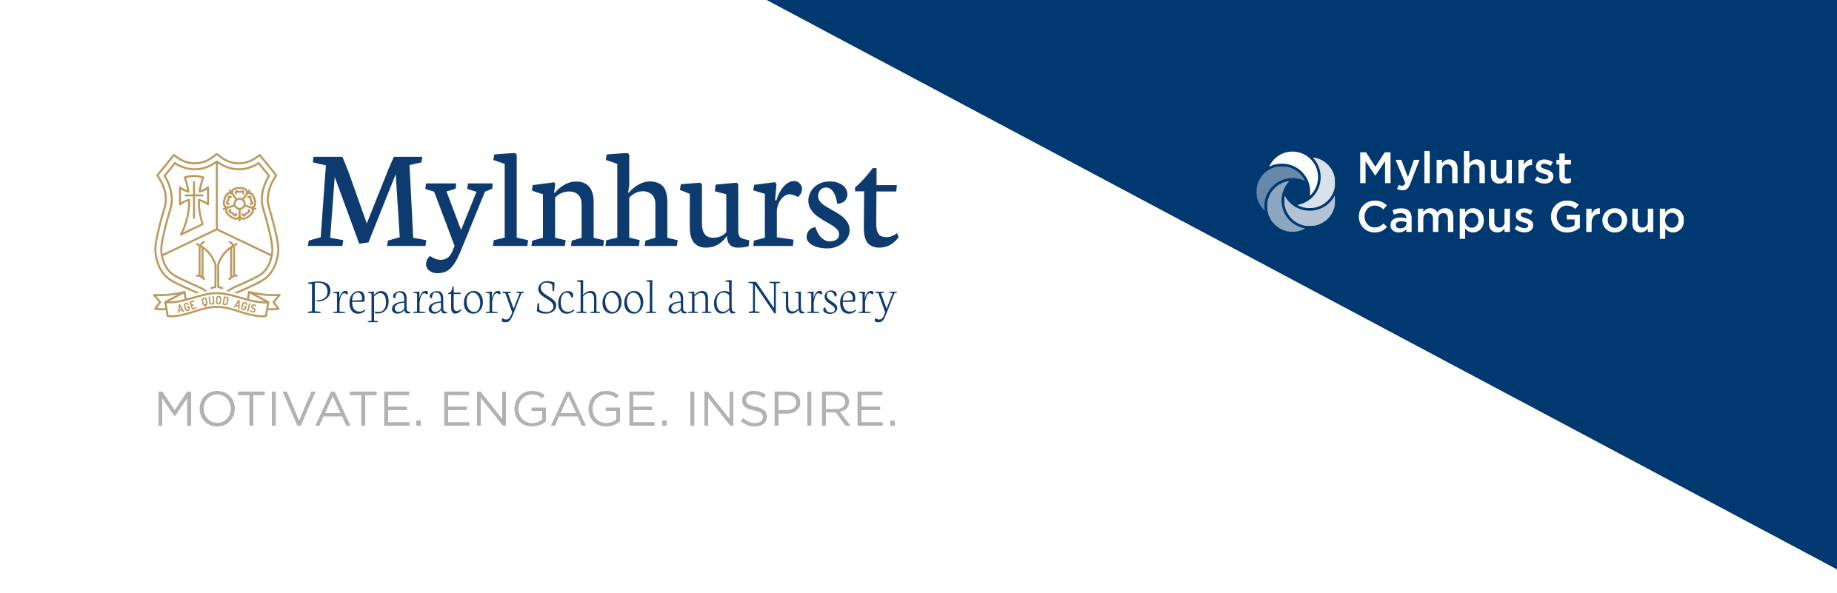 Mylnhurst
Preparatory School and Nursery
AGE QUOD AGIS
MOTIVATE. ENGAGE. INSPIRE.
Mylnhurst
Campus Group